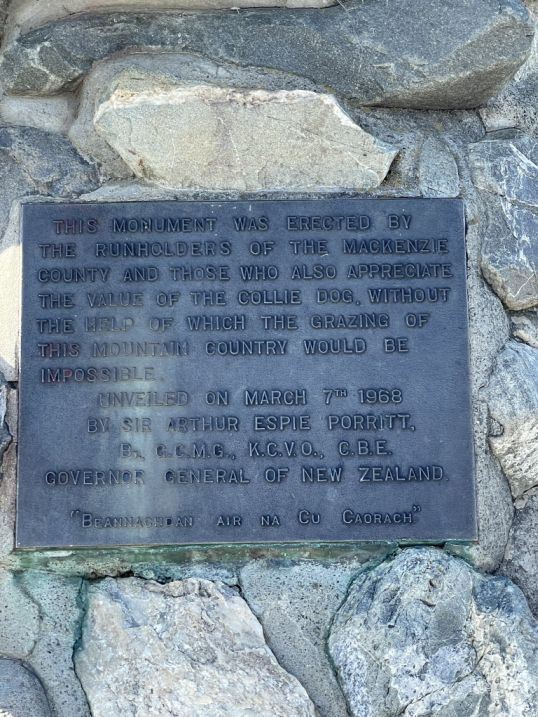 THIS MONUMENT WAS ERECTED BY
THE RUNHOLDERS OF THE MACKENZIE
COUNTY AND THOSE WHO ALSO APPRECIATE
THE VALUE OF THE COLLIE DOG, WITHOUT
THE HELP OF WHICH THE GRAZING OF
THIS MOUNTAIN COUNTRY WOULD BE
IMPOSSIBLE.
UNVEILED ON MARCH 7TH 1968
BY SIR ARTHUR ESPIE PORRITT,
BT., G.C.M.G., K.C.V.O., C.B.E.
GOVERNOR GENERAL OF NEW ZEALAND.
"BEANNACHDAN AIR NA CU CAORACH"